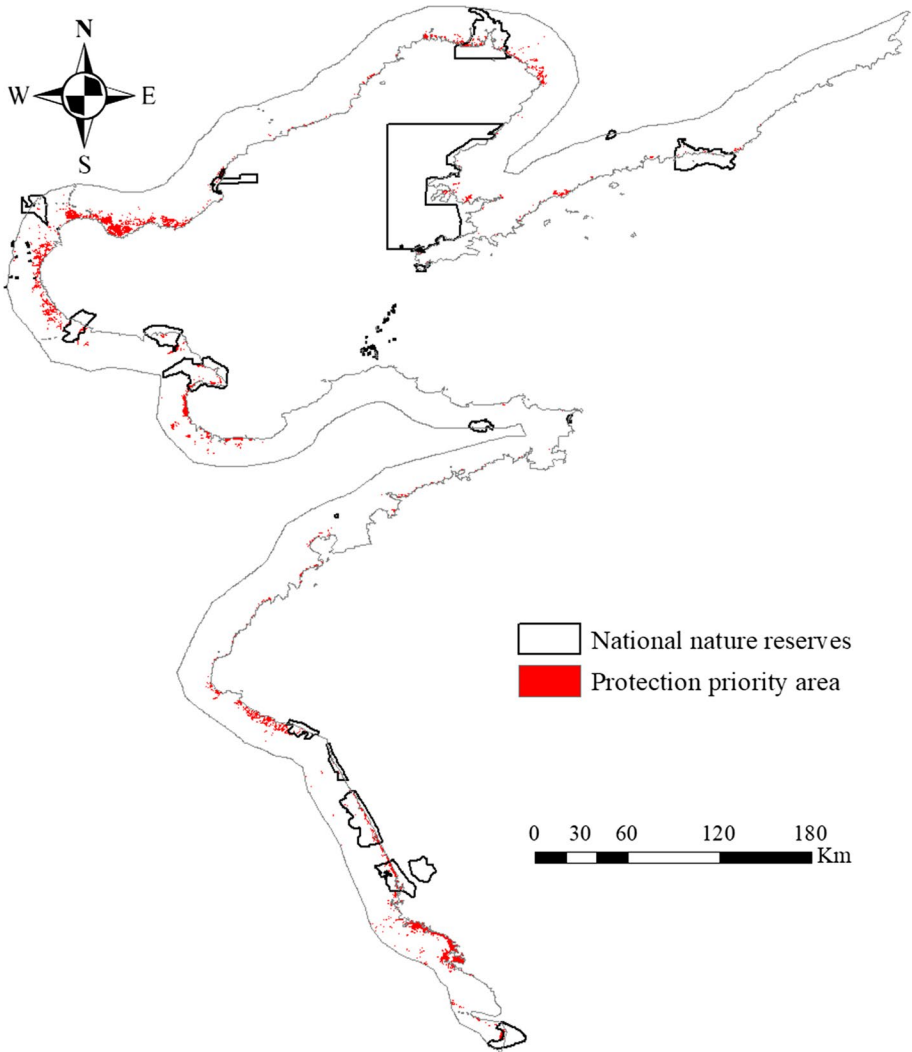 N
W E
S
National nature reserves
Protection priority area
0 30 60 120 180
Km